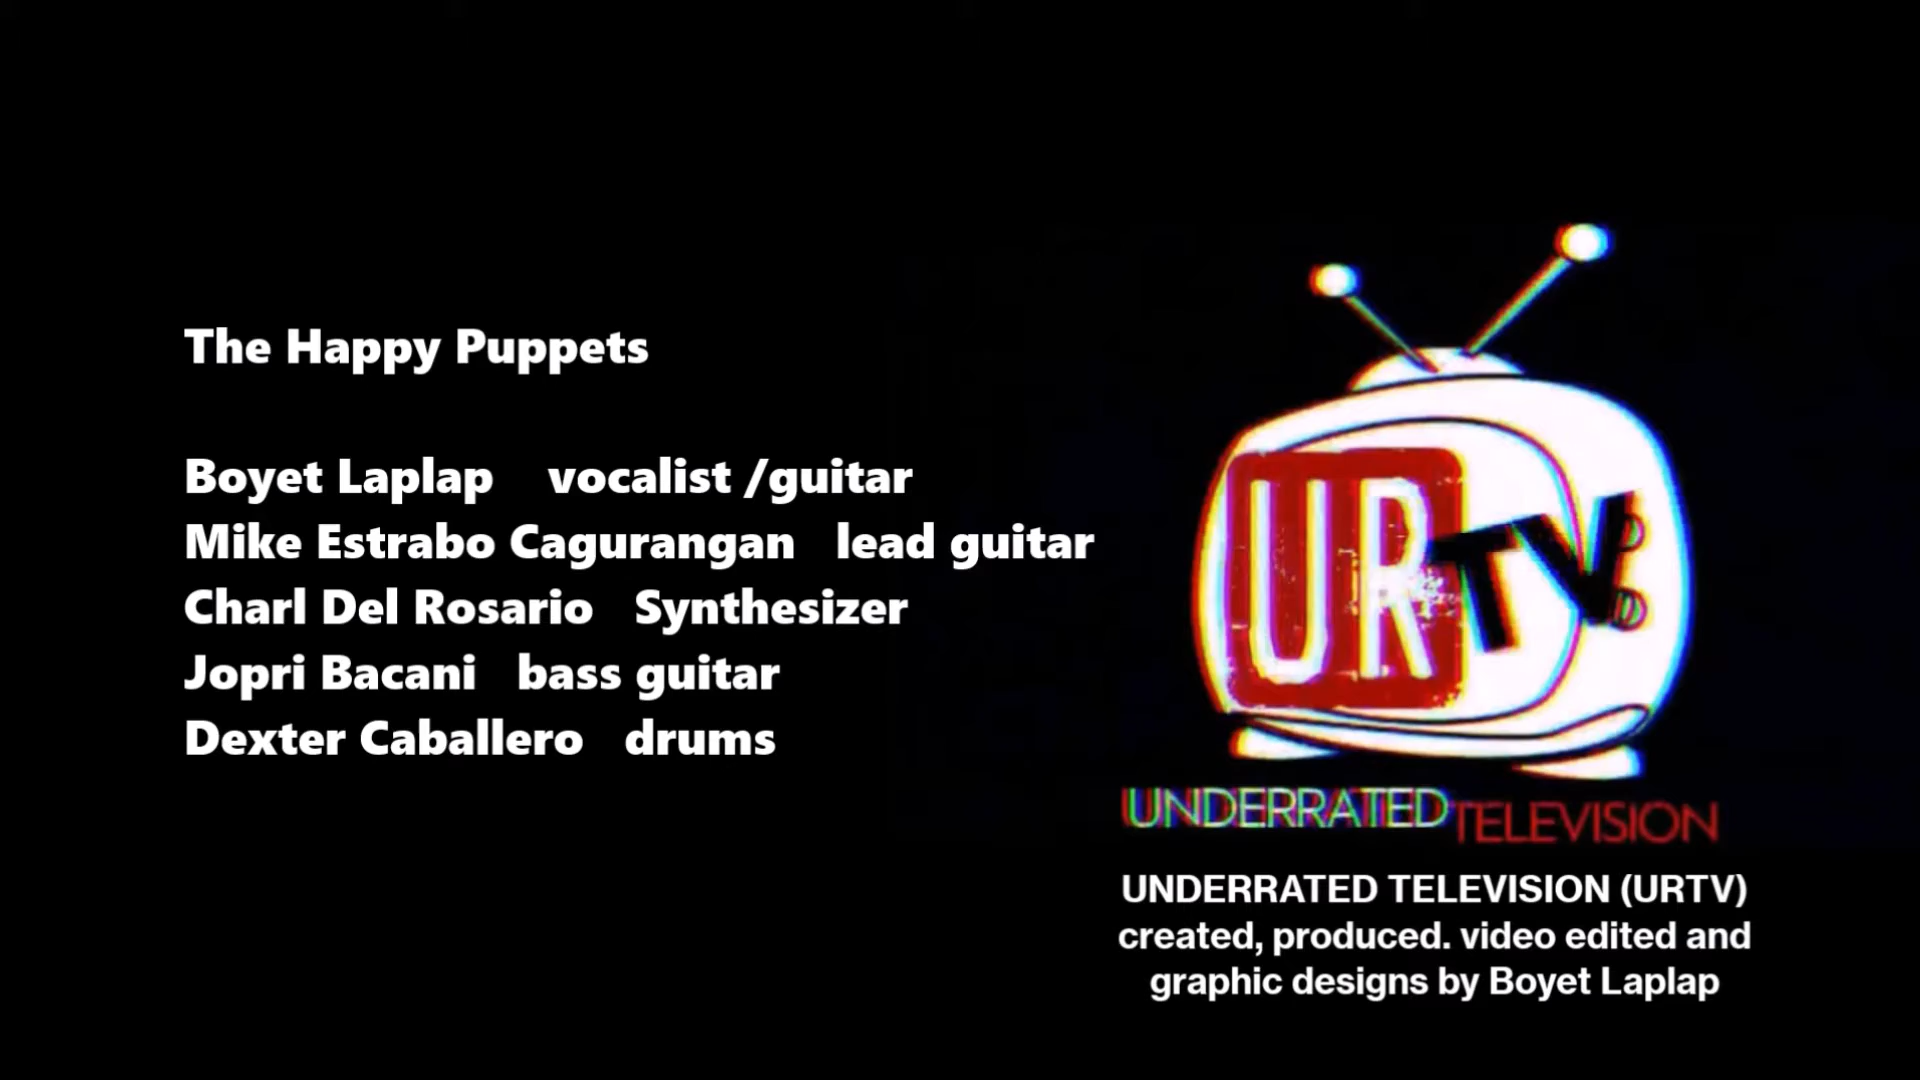 The Happy Puppets
Boyet Laplap vocalist /guitar
Mike Estrabo Cagurangan lead guitar
Charl Del Rosario Synthesizer
Jopri Bacani bass guitar
Dexter Caballero drums
URTV
UNDERRATED TELEVISION
UNDERRATED TELEVISION (URTV)
created, produced. video edited and
graphic designs by Boyet Laplap